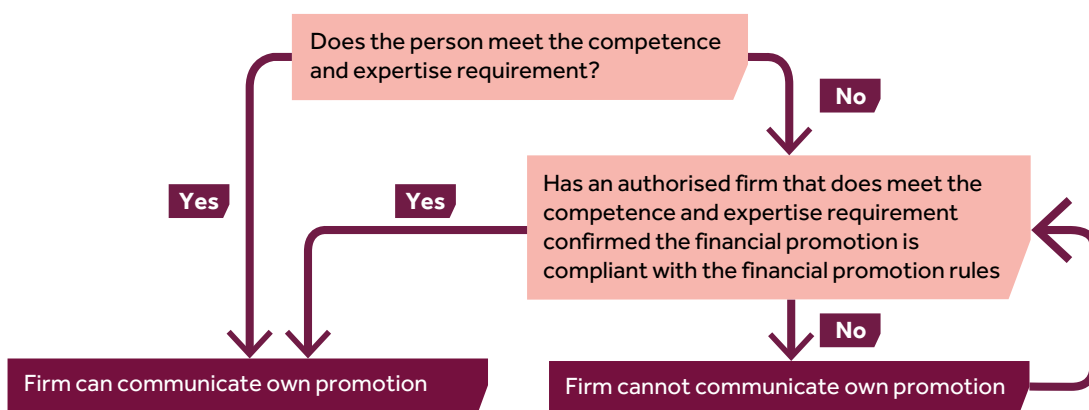 Does the person meet the competence
and expertise requirement?
No
Yes
Yes
Has an authorised firm that does meet the
competence and expertise requirement
confirmed the financial promotion is
compliant with the financial promotion rules
No
Firm can communicate own promotion
Firm cannot communicate own promotion